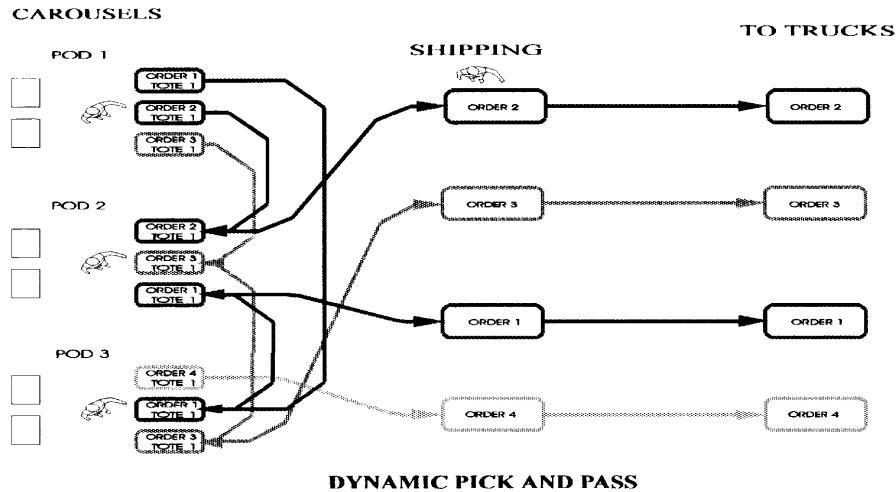 CAROUSELS
POD 1
ORDER 1
TOTE 1
ORDER 2
TOTE 1
ORDER 3
TOTE 1
POD 2
ORDER 2
TOTE 1
ORDER 3
TOTE 1
ORDER 1
TOTE 1
POD 3
ORDER 4
TOTE 1
ORDER 1
TOTE 1
ORDER 3
TOTE 1
SHIPPING
ORDER 2
ORDER 3
ORDER 1
ORDER 4
TO TRUCKS
ORDER 2
ORDER 3
ORDER 1
ORDER 4
DYNAMIC PICK AND PASS